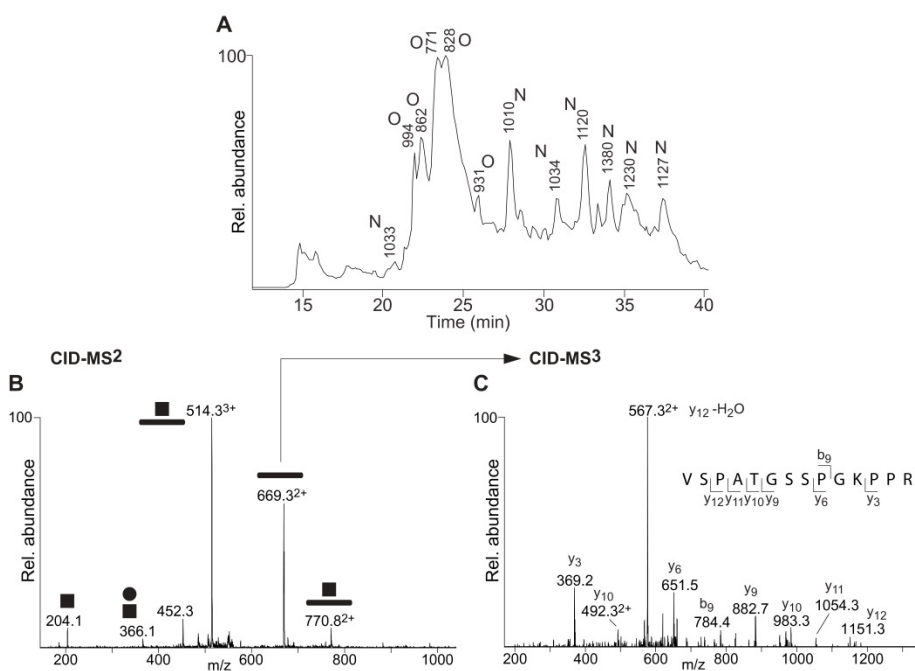 A
Rel. abundance
100
O 994
O 862
O 771
828 O
931 O
N 1033
1010 N
N 1034
N 1120
1380 N
1230 N
1127 N
15 20 25 30 35 40
Time (min)
CID-MS2
CID-MS3
B
Rel. abundance
100
514.33+
669.32+
770.82+
204.1
366.1
452.3
200 400 600 800 1000
m/z
C
Rel. abundance
100
567.32+ y12 -H2O
b9
V S P A T G S S P G K P P R
y12 y11 y10 y9 y6 y3
y3
369.2
y10
492.32+
y6
651.5
b9
784.4
y9
882.7
y10
983.3
y11
1054.3
y12
1151.3
200 400 600 800 1000 1200
m/z